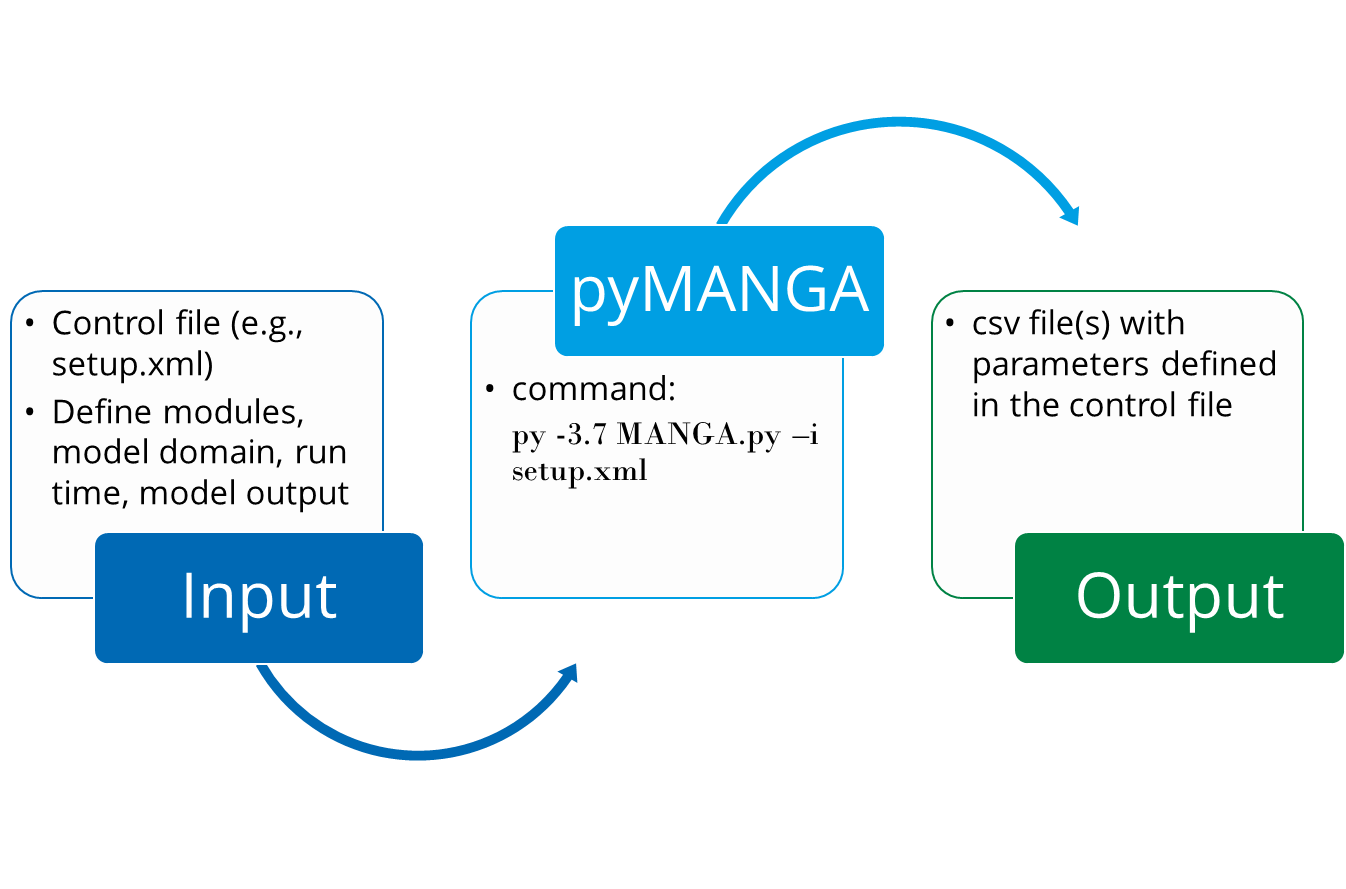 • Control file (e.g.,
setup.xml)
• Define modules,
model domain, run
time, model output
Input
pyMANGA
• command:
py -3.7 MANGA.py –i
setup.xml
• csv file(s) with
parameters defined
in the control file
Output